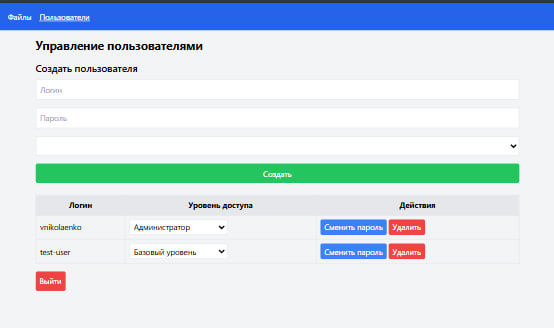 Файлы Пользователи
Управление пользователями
Создать пользователя
Логин
Пароль
Создать
Логин Уровень доступа Действия
vnikolaenko Администратор Сменить пароль Удалить
test-user Базовый уровень Сменить пароль Удалить
Выйти